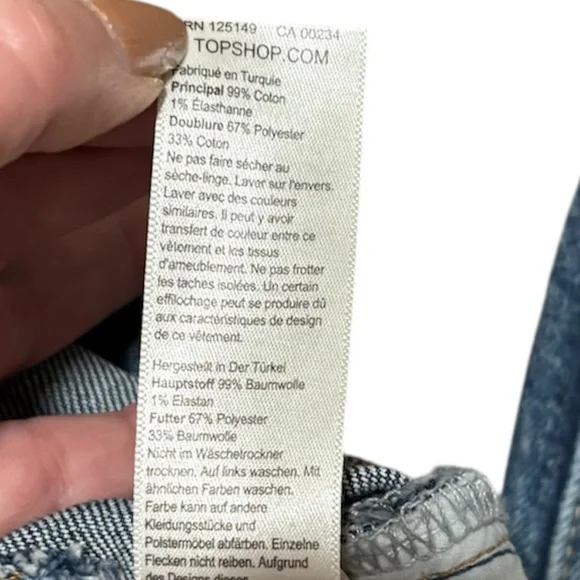 RN 125149 CA 00234
TOPSHOP.COM
Fabriqué en Turquie
Principal 99% Coton
1% Élasthanne
Doublure 67% Polyester
33% Coton
Ne pas faire sécher au
sèche-linge. Laver sur l'envers.
Laver avec des couleurs
similaires. Il peut y avoir
transfert de couleur entre ce
vêtement et les tissus
d'ameublement. Ne pas frotter
les taches isolées. Un certain
effilochage peut se produire dû
aux caractéristiques de design
de ce vêtement.
Hergestellt in Der Türkei
Hauptstoff 99% Baumwolle
1% Elastan
Futter 67% Polyester
33% Baumwolle
Nicht im Wäschetrockner
trocknen. Auf links waschen. Mit
ähnlichen Farben waschen.
Farbe kann auf andere
Kleidungsstücke und
Polstermöbel abfärben. Einzelne
Flecken nicht reiben. Aufgrund
des Designs dieses